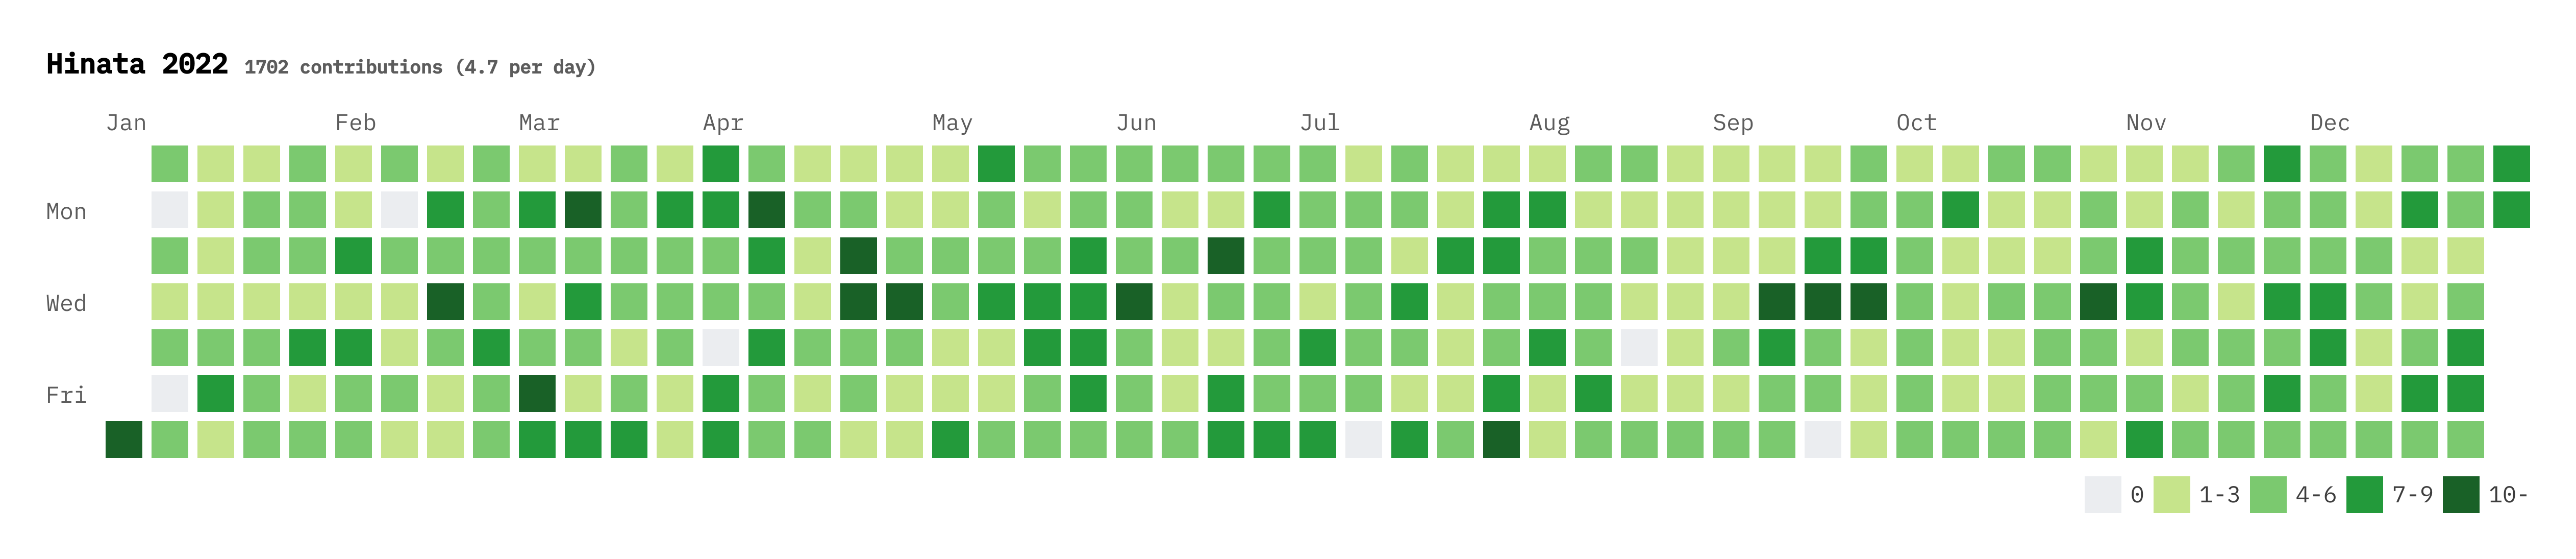 Hinata 2022 1702 contributions (4.7 per day)
Jan Feb Mar Apr May Jun Jul Aug Sep Oct Nov Dec
Mon
Wed
Fri
0 1-3 4-6 7-9 10-